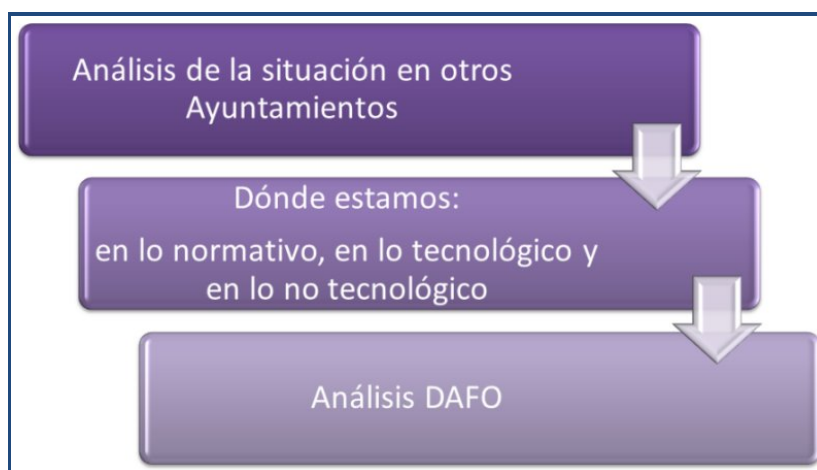 Análisis de la situación en otros
Ayuntamientos
Dónde estamos:
en lo normativo, en lo tecnológico y
en lo no tecnológico
Análisis DAFO